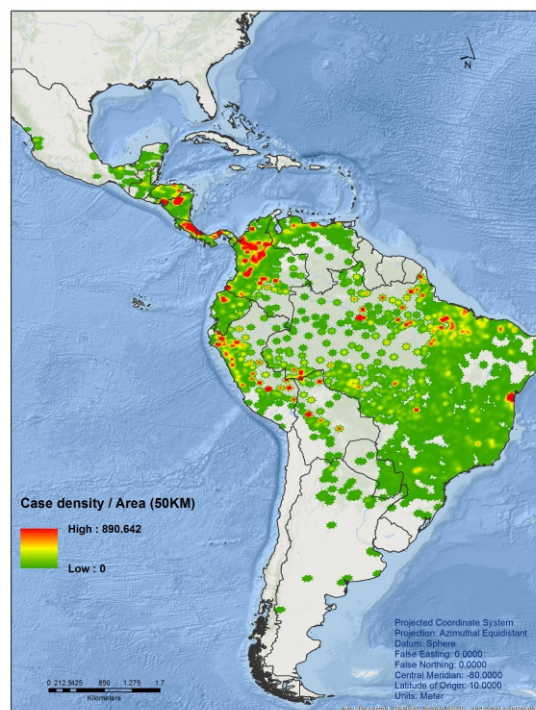 N
Case density / Area (50KM)
High : 890.642
Low : 0
0 212.5425 850 1.275 1.7
Kilometers
Projected Coordinate System
Projection: Azimuthal Equidistant
Datum: Sphere
False Easting: 0.0000
False Northing: 0.0000
Central Meridian: -80.0000
Latitude of Origin: 10.0000
Units: Meter